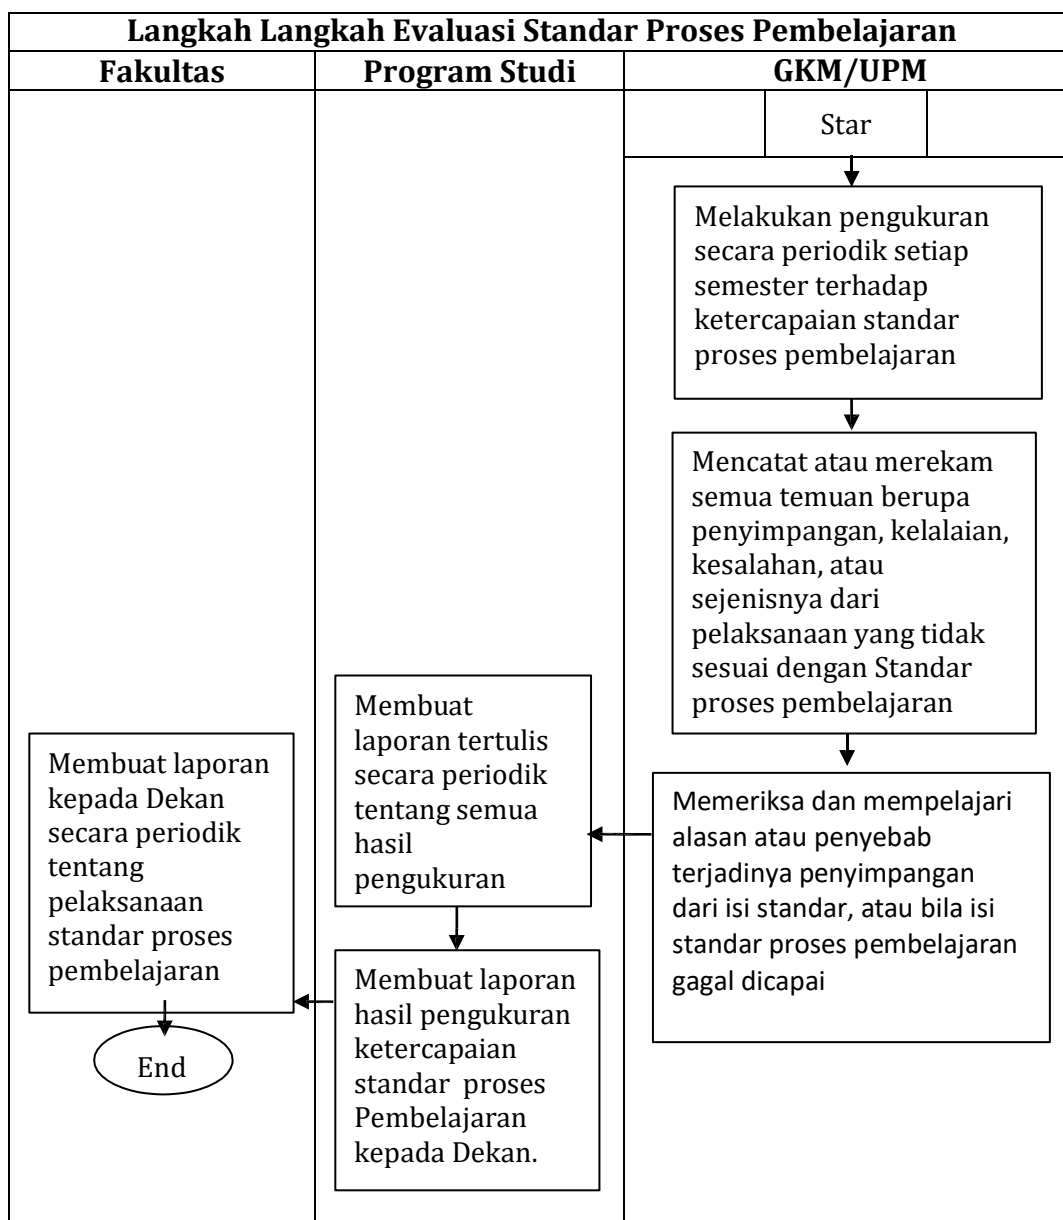 Langkah Langkah Evaluasi Standar Proses Pembelajaran
Fakultas
Program Studi
GKM/UPM
Star
Melakukan pengukuran
secara periodik setiap
semester terhadap
ketercapaian standar
proses pembelajaran
Mencatat atau merekam
semua temuan berupa
penyimpangan, kelalaian,
kesalahan, atau
sejenisnya dari
pelaksanaan yang tidak
sesuai dengan Standar
proses pembelajaran
Memeriksa dan mempelajari
alasan atau penyebab
terjadinya penyimpangan
dari isi standar, atau bila isi
standar proses pembelajaran
gagal dicapai
Membuat
laporan tertulis
secara periodik
tentang semua
hasil
pengukuran
Membuat laporan
hasil pengukuran
ketercapaian
standar proses
Pembelajaran
kepada Dekan.
Membuat laporan
kepada Dekan
secara periodik
tentang
pelaksanaan
standar proses
pembelajaran
End